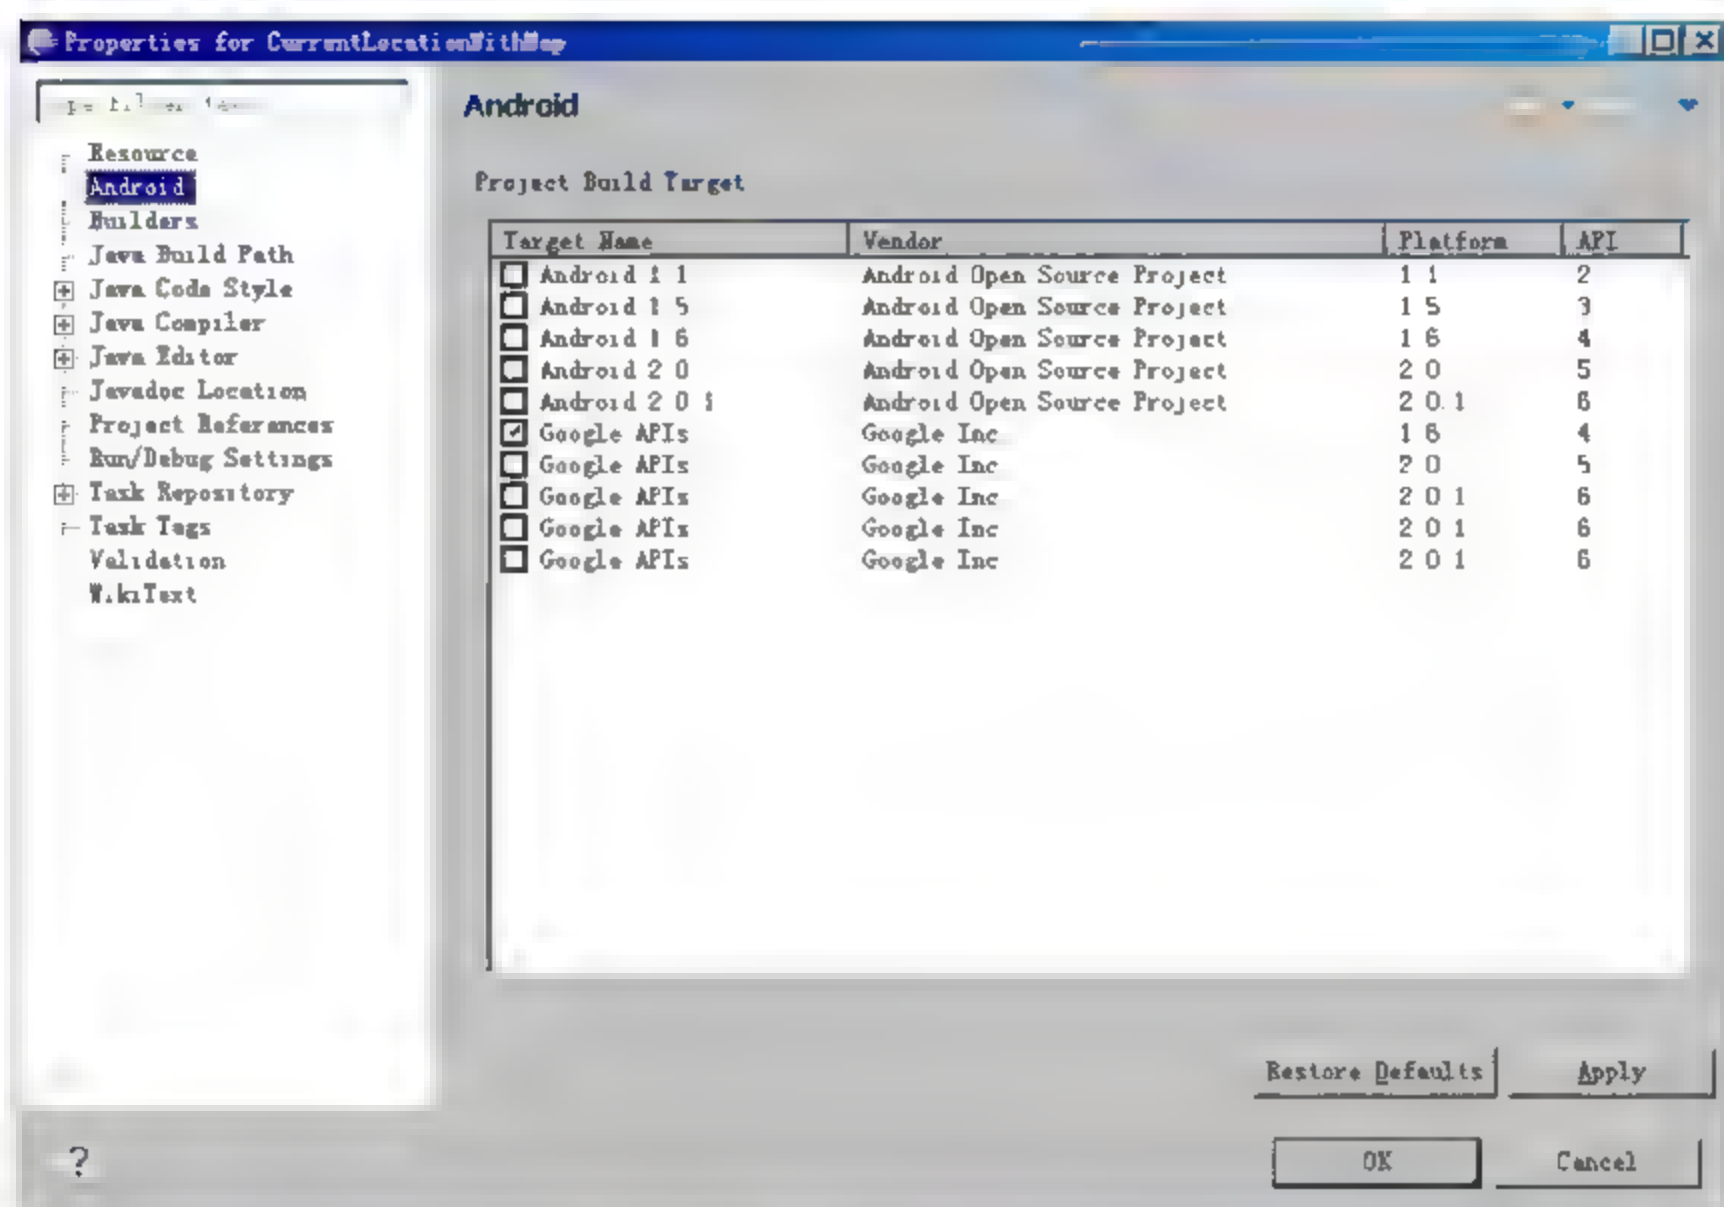 Properties for CurrentLocationWithMap
Android
Resource
Android
Builders
Java Build Path
Java Code Style
Java Compiler
Java Editor
Javadoc Location
Project References
Run/Debug Settings
Task Repository
Task Tags
Validation
WikiText
Project Build Target
Target Name Vendor Platform API
Android 1 1 Android Open Source Project 1 1 2
Android 1 5 Android Open Source Project 1 5 3
Android 1 6 Android Open Source Project 1 6 4
Android 2 0 Android Open Source Project 2 0 5
Android 2 0 1 Android Open Source Project 2 0.1 6
Google APIs Google Inc 1 6 4
Google APIs Google Inc 2 0 5
Google APIs Google Inc 2 0 1 6
Google APIs Google Inc 2 0 1 6
Google APIs Google Inc 2 0 1 6
Restore Defaults Apply
? OK Cancel